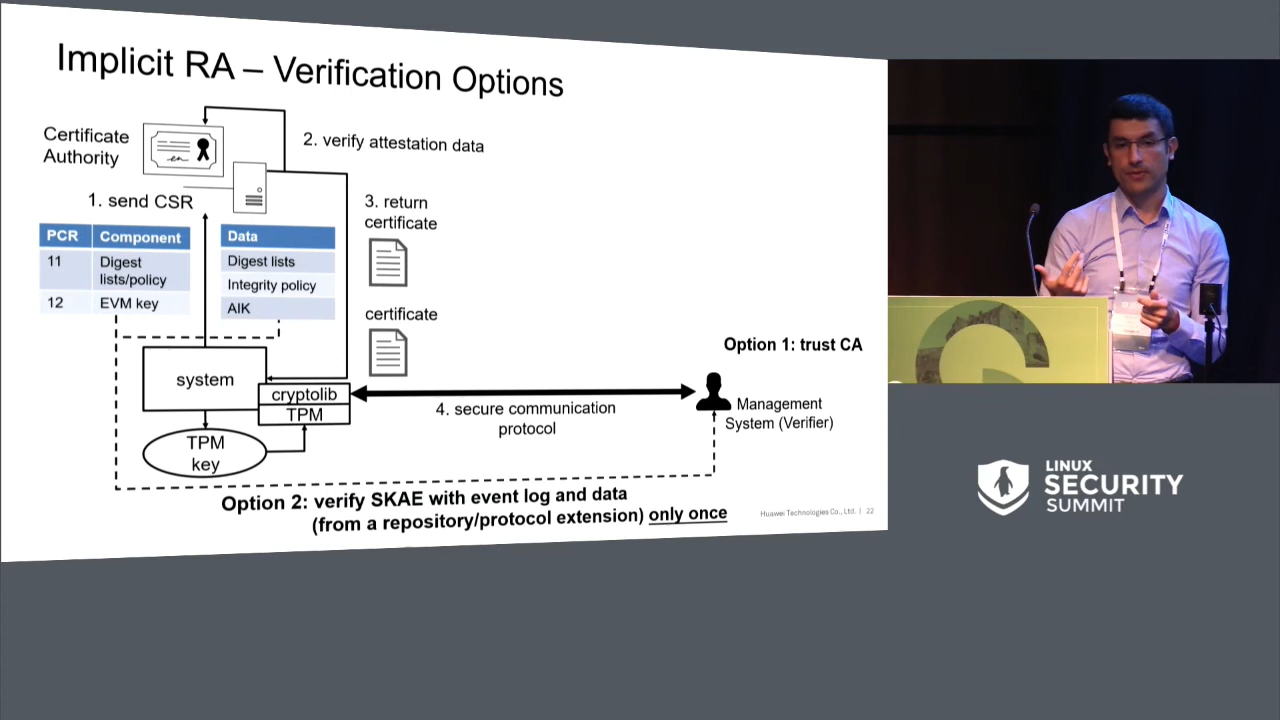 Implicit RA – Verification Options
Certificate
Authority
2. verify attestation data
1. send CSR
3. return
certificate
PCR Component
11 Digest
lists/policy
12 EVM key
Data
Digest lists
Integrity policy
AIK
certificate
Option 1: trust CA
system
cryptolib
TPM
TPM
key
4. secure communication
protocol
Management
System (Verifier)
Option 2: verify SKAE with event log and data
(from a repository/protocol extension) only once
Huawei Technologies Co., Ltd. | 22
LINUX
SECURITY
SUMMIT